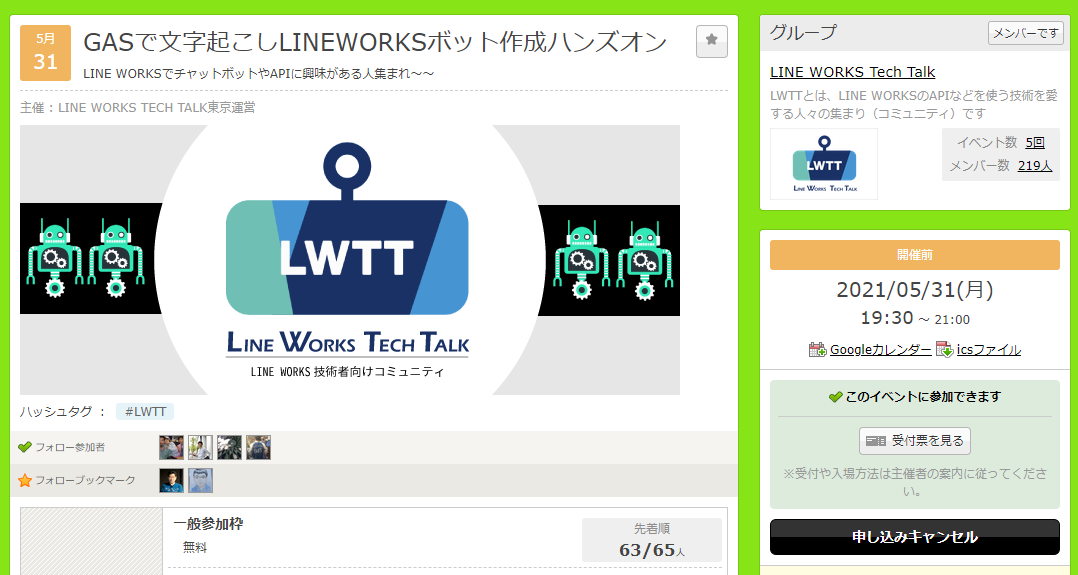 5月
31
GASで文字起こしLINEWORKSボット作成ハンズオン
LINE WORKSでチャットボットやAPIに興味がある人集まれ～～
主催：LINE WORKS TECH TALK東京運営
LWTT
LINE WORKS TECH TALK
LINE WORKS 技術者向けコミュニティ
ハッシュタグ ： #LWTT
フォロー参加者
フォローブックマーク
一般参加枠
無料
先着順
63/65人
グループ
メンバーです
LINE WORKS Tech Talk
LWTTとは、LINE WORKSのAPIなどを使う技術を愛
する人々の集まり（コミュニティ）です
LWTT
LINE WORKS TECH TALK
イベント数 5回
メンバー数 219人
開催前
2021/05/31(月)
19:30 ～ 21:00
Googleカレンダー icsファイル
このイベントに参加できます
受付票を見る
※受付や入場方法は主催者の案内に従ってくださ
い。
申し込みキャンセル